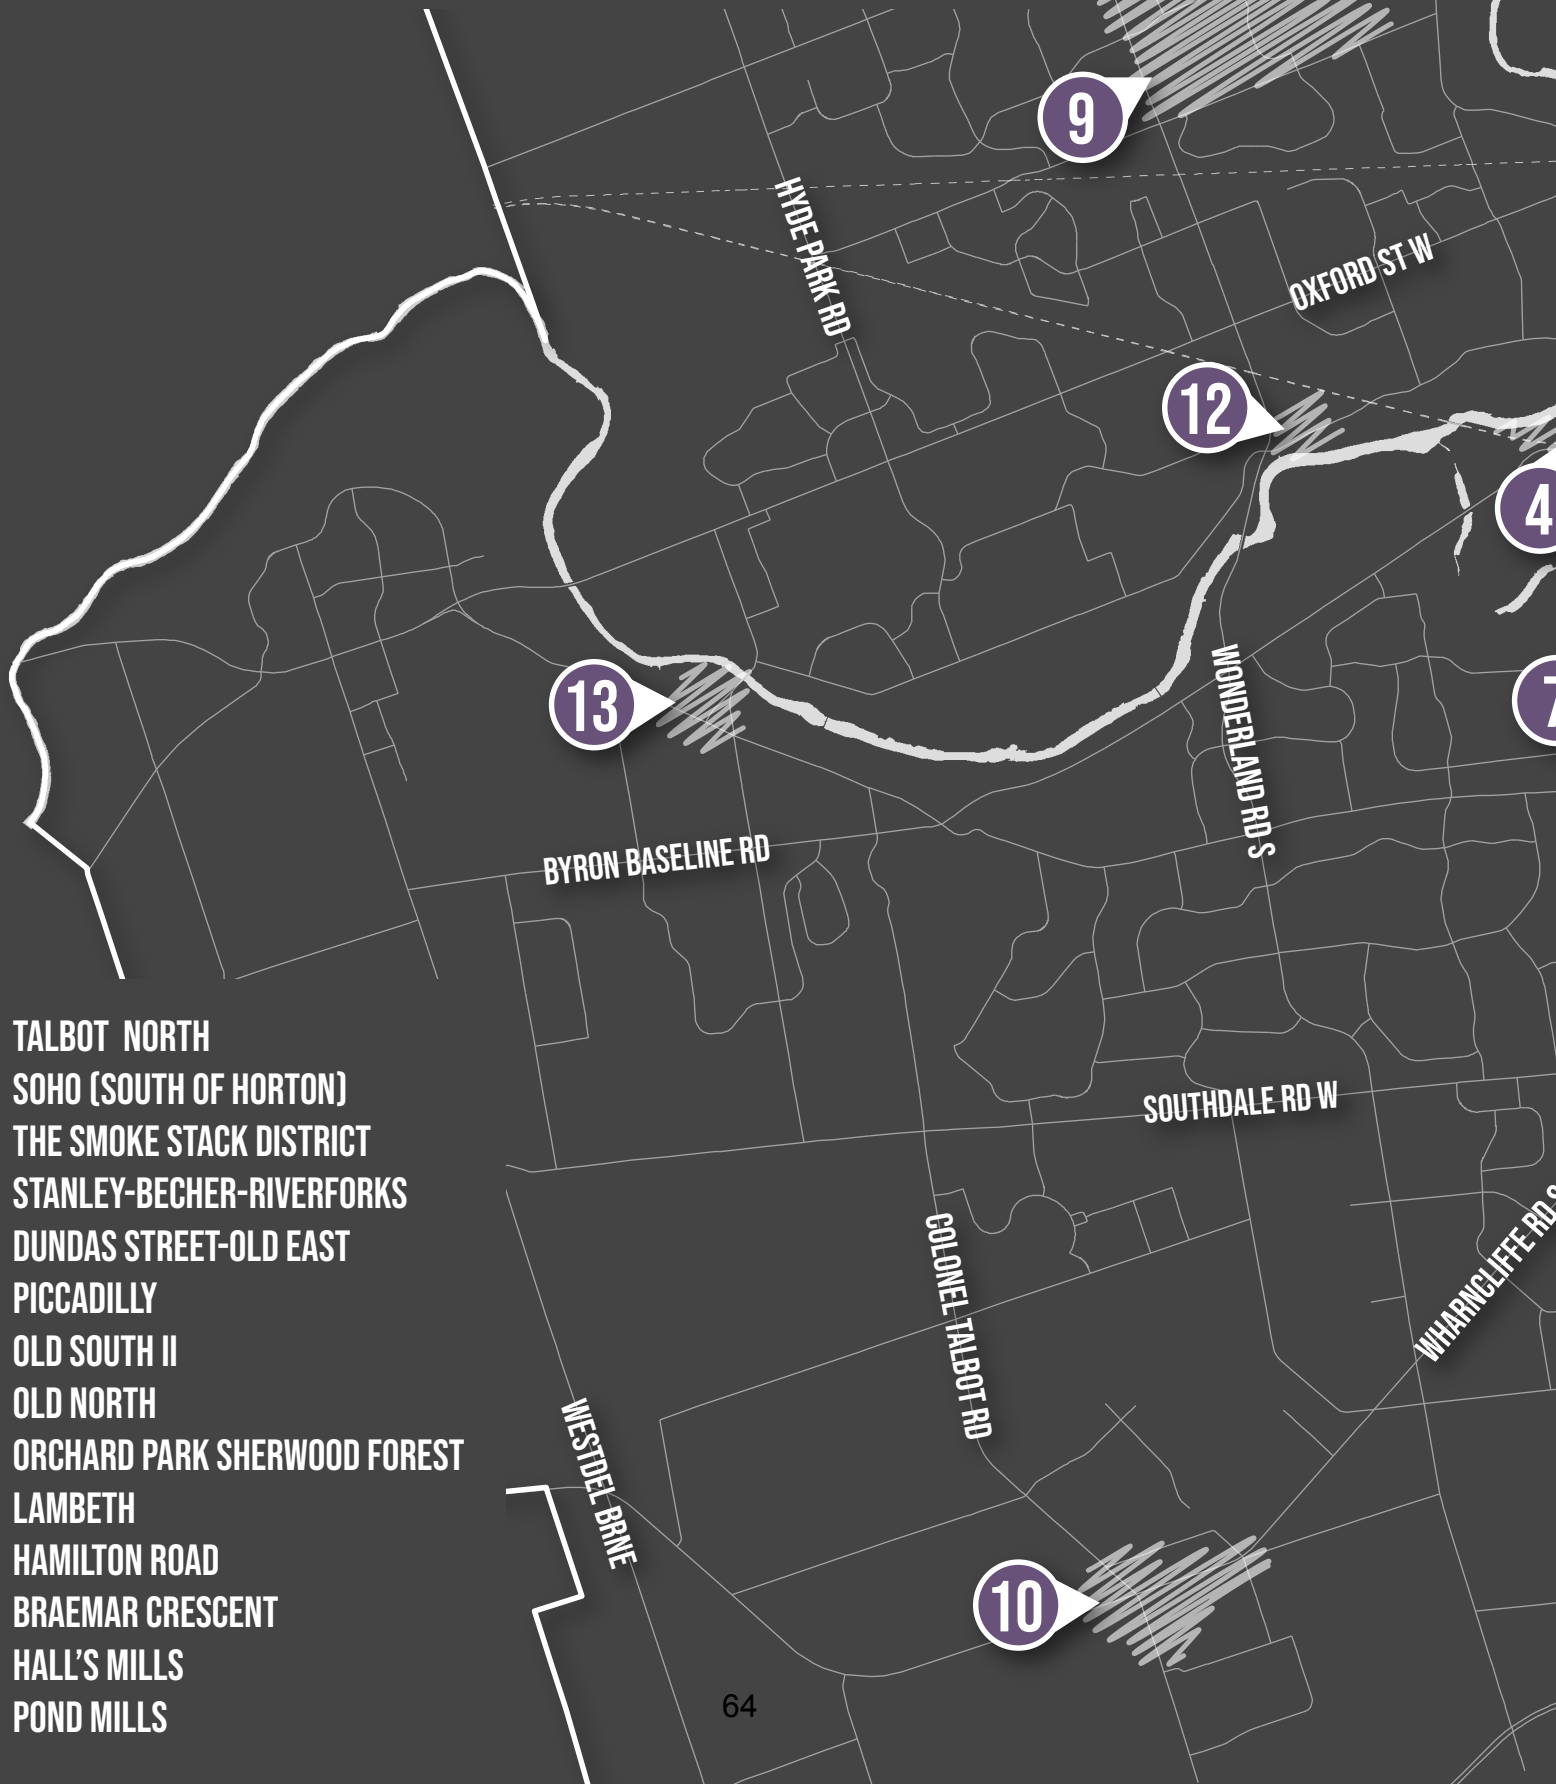 9
HYDE PARK RD
OXFORD ST W
12
4
13
WONDERLAND RD S
7
BYRON BASELINE RD
TALBOT NORTH
SOHO (SOUTH OF HORTON)
THE SMOKE STACK DISTRICT
STANLEY-BECHER-RIVERFORKS
DUNDAS STREET-OLD EAST
PICCADILLY
OLD SOUTH II
OLD NORTH
ORCHARD PARK SHERWOOD FOREST
LAMBETH
HAMILTON ROAD
BRAEMAR CRESCENT
HALL'S MILLS
POND MILLS
SOUTHDALE RD W
COLONEL TALBOT RD
WHARNCLIFFE RD S
WESTDEL BRNE
10
64